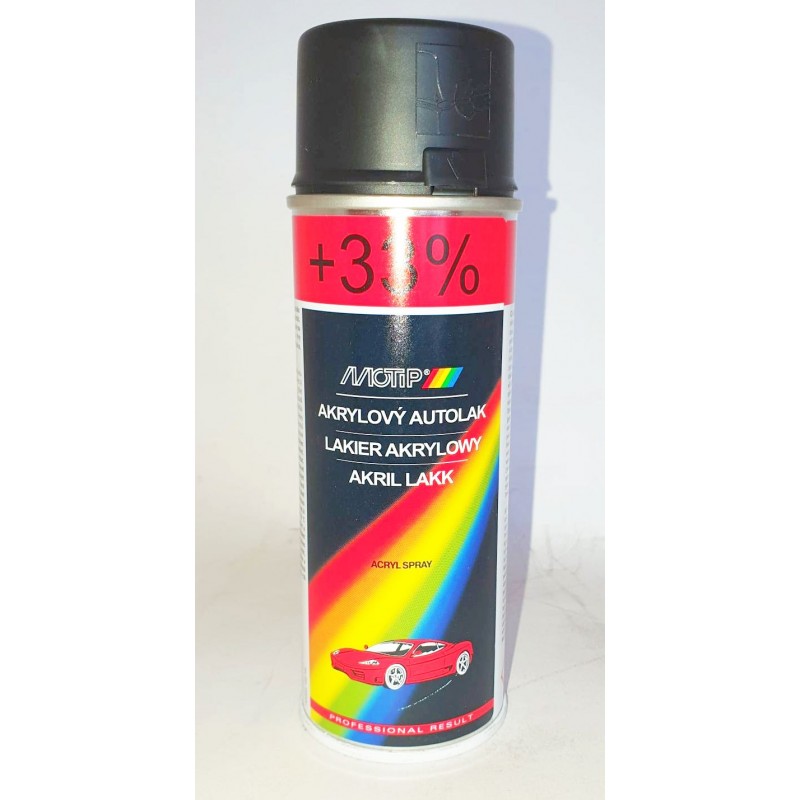 +33%
MOTIP®
AKRYLOVÝ AUTOLAK
LAKIER AKRYLOWY
AKRIL LAKK
ACRYL SPRAY
PROFESSIONAL RESULT